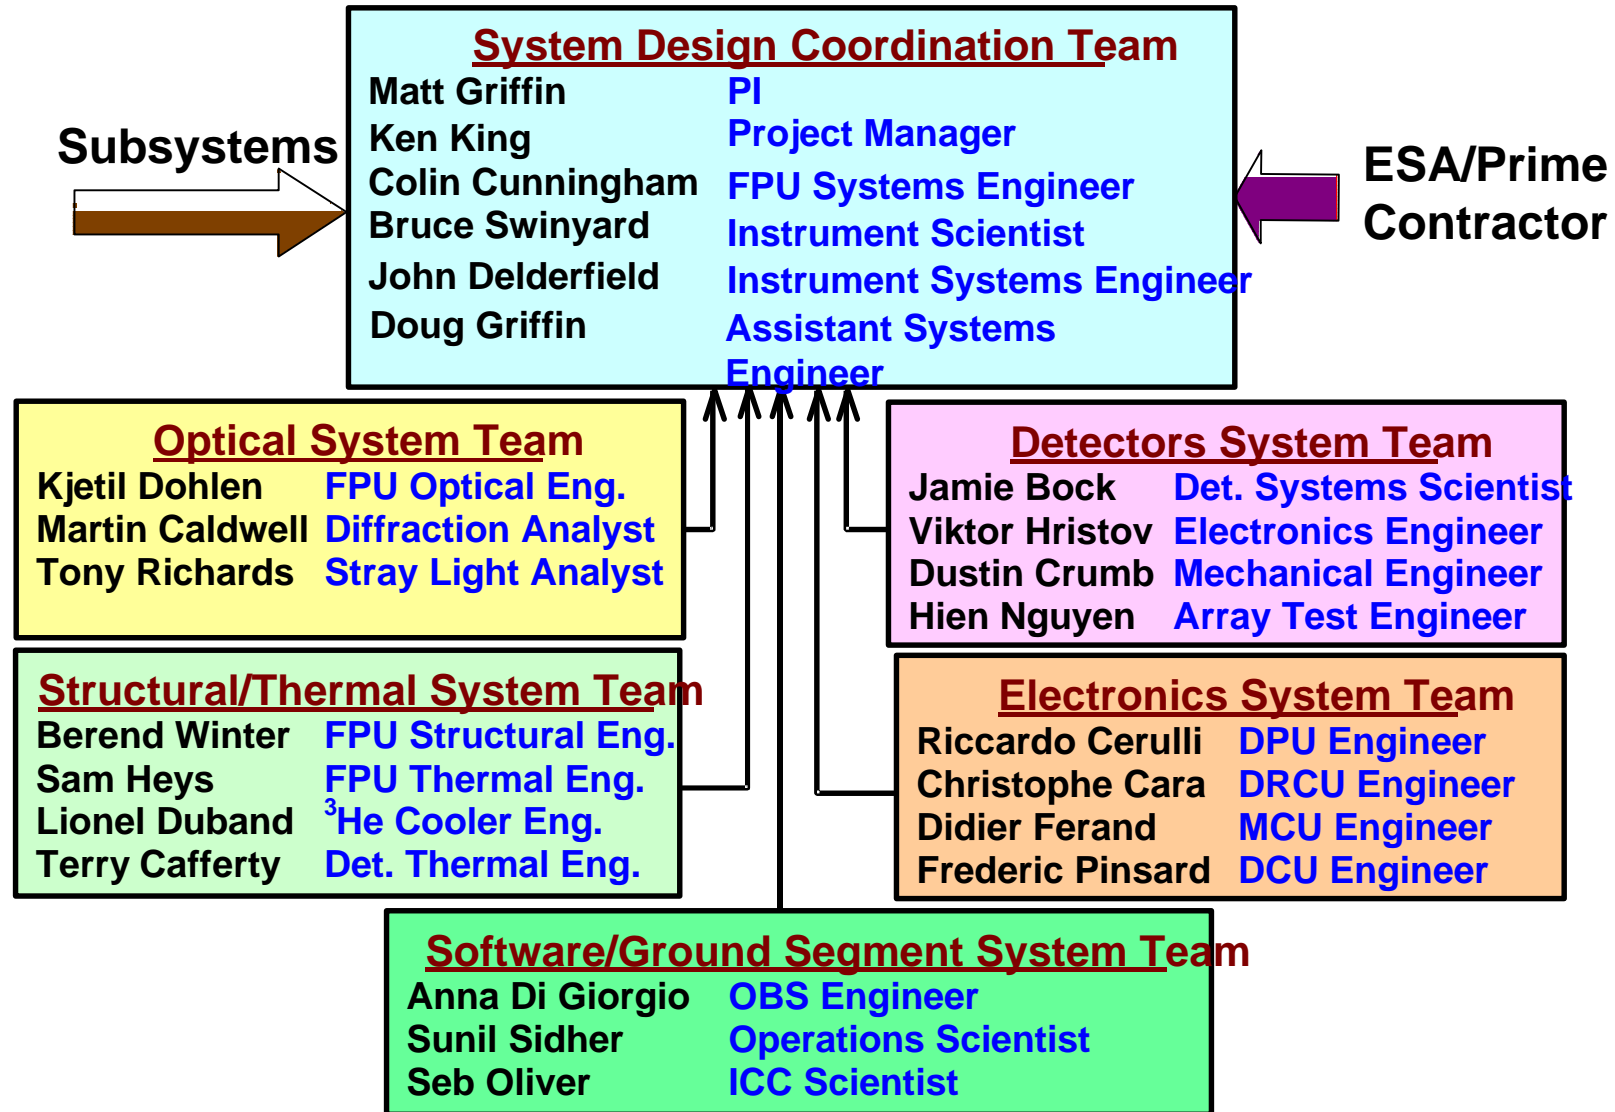 System Design Coordination Team
Matt Griffin PI
Ken King Project Manager
Colin Cunningham FPU Systems Engineer
Bruce Swinyard Instrument Scientist
John Delderfield Instrument Systems Engineer
Doug Griffin Assistant Systems
Engineer
Subsystems
ESA/Prime
Contractor
Optical System Team
Kjetil Dohlen FPU Optical Eng.
Martin Caldwell Diffraction Analyst
Tony Richards Stray Light Analyst
Detectors System Team
Jamie Bock Det. Systems Scientist
Viktor Hristov Electronics Engineer
Dustin Crumb Mechanical Engineer
Hien Nguyen Array Test Engineer
Structural/Thermal System Team
Berend Winter FPU Structural Eng.
Sam Heys FPU Thermal Eng.
Lionel Duband ³He Cooler Eng.
Terry Cafferty Det. Thermal Eng.
Electronics System Team
Riccardo Cerulli DPU Engineer
Christophe Cara DRCU Engineer
Didier Ferand MCU Engineer
Frederic Pinsard DCU Engineer
Software/Ground Segment System Team
Anna Di Giorgio OBS Engineer
Sunil Sidher Operations Scientist
Seb Oliver ICC Scientist